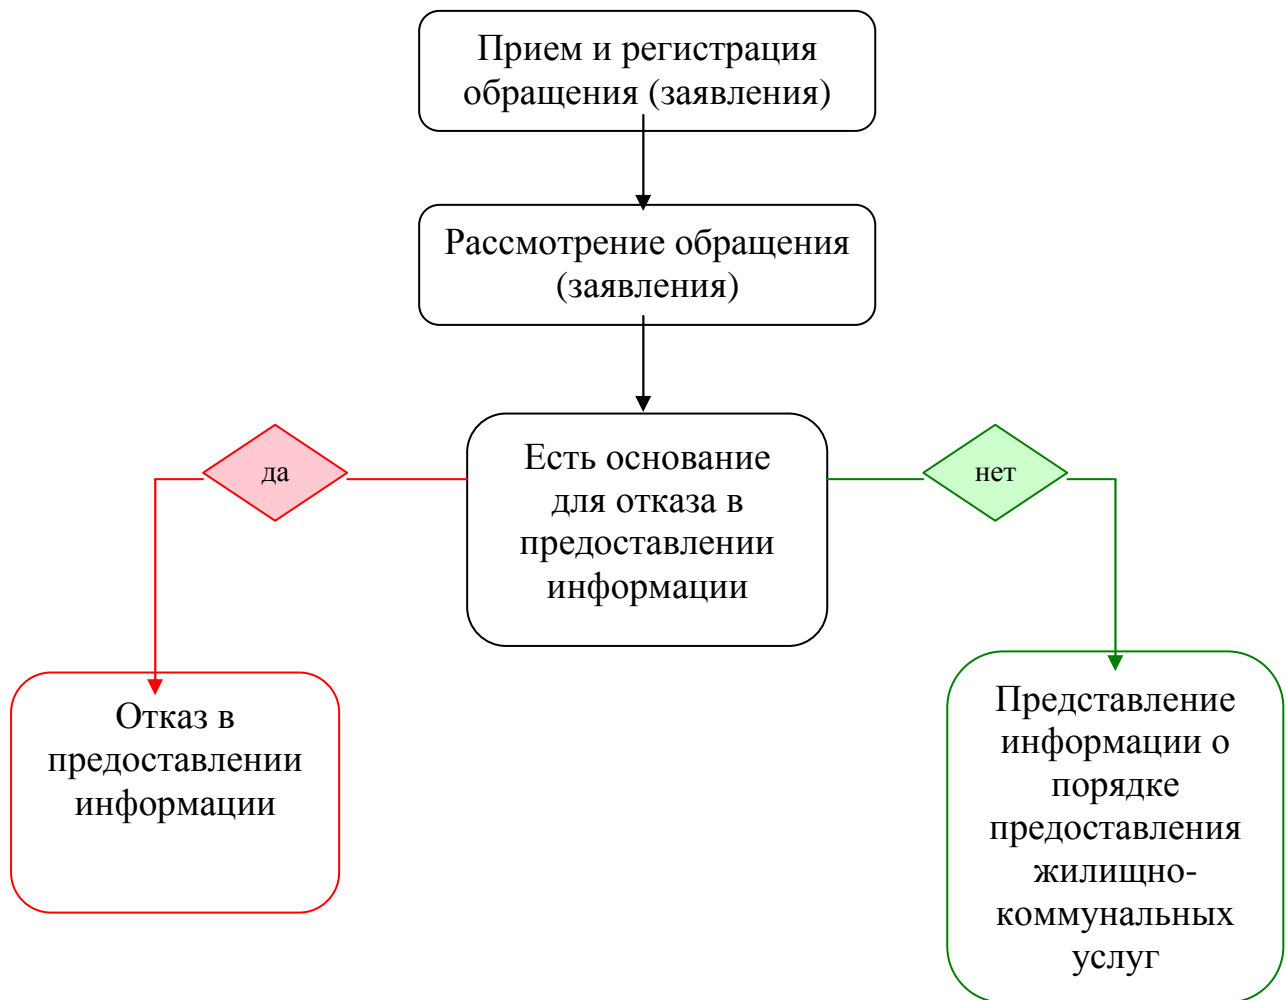 Прием и регистрация
обращения (заявления)
Рассмотрение обращения
(заявления)
да
Есть основание
для отказа в
предоставлении
информации
нет
Отказ в
предоставлении
информации
Представление
информации о
порядке
предоставления
жилищно-
коммунальных
услуг